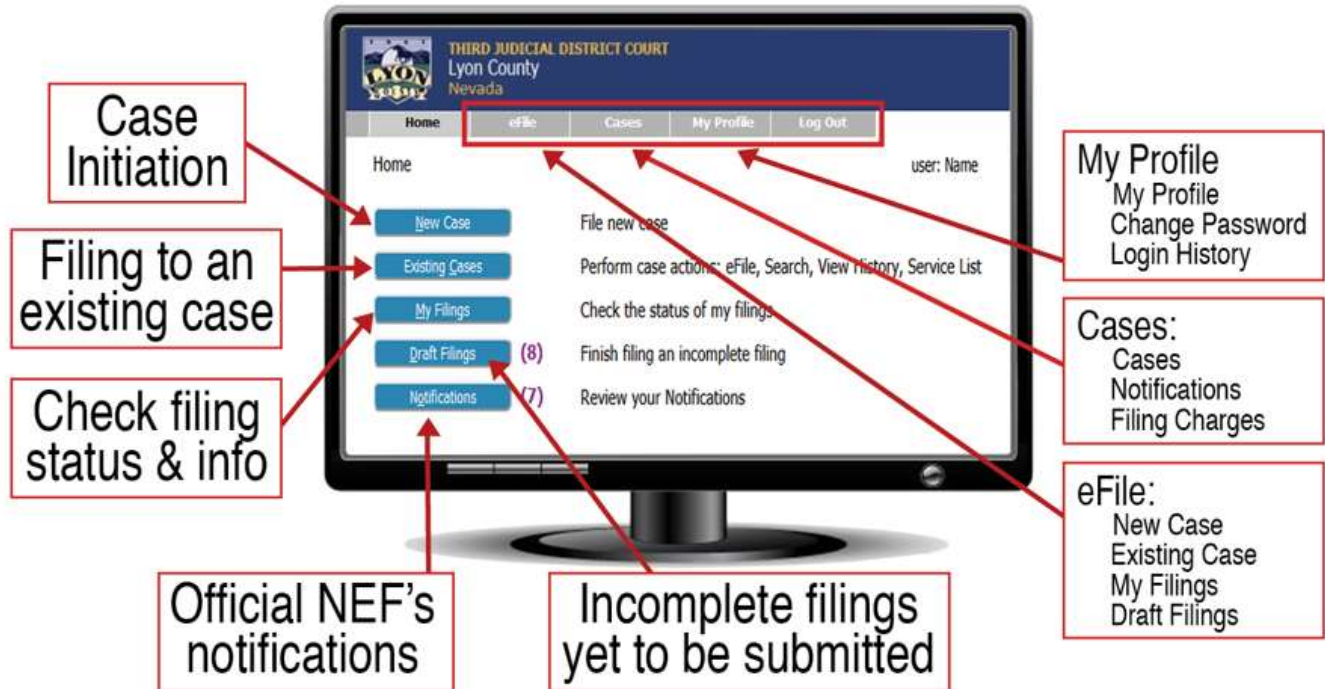 THIRD JUDICIAL DISTRICT COURT
Lyon County
Nevada
LYON
Home eFile Cases My Profile Log Out
Home
user: Name
New Case File new case
Existing Cases Perform case actions: eFile, Search, View History, Service List
My Filings Check the status of my filings
Draft Filings (8) Finish filing an incomplete filing
Notifications (7) Review your Notifications
Case
Initiation
Filing to an
existing case
Check filing
status & info
Official NEF's
notifications
Incomplete filings
yet to be submitted
My Profile
My Profile
Change Password
Login History
Cases:
Cases
Notifications
Filing Charges
eFile:
New Case
Existing Case
My Filings
Draft Filings